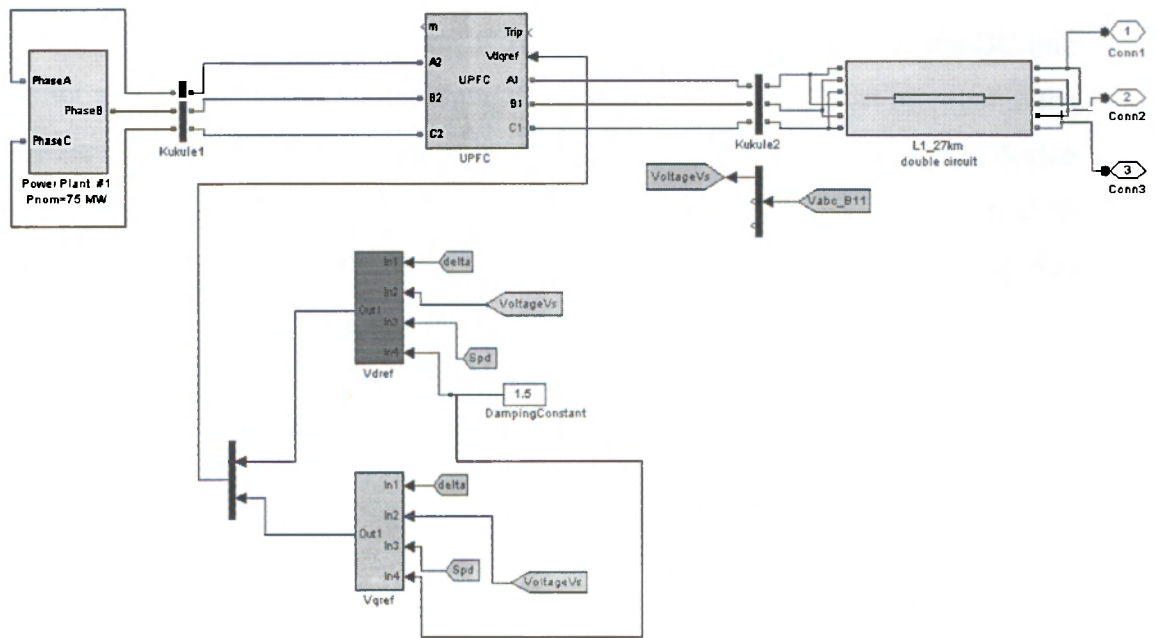 PhaseA
PhaseB
PhaseC
Power Plant #1
Pnom=75 MW
Kukule1
m
Trip
Vdqref
A2
UPFC
A1
B2
B1
C2
C1
UPFC
Kukule2
L1_27km
double circuit
1
Conn1
2
Conn2
3
Conn3
VoltageVs
Vabc_B11
In1
In2
Out1
In3
In4
Vdref
delta
VoltageVs
Spd
1.5
DampingConstant
In1
In2
Out1
In3
In4
Vqref
delta
Spd
VoltageVs